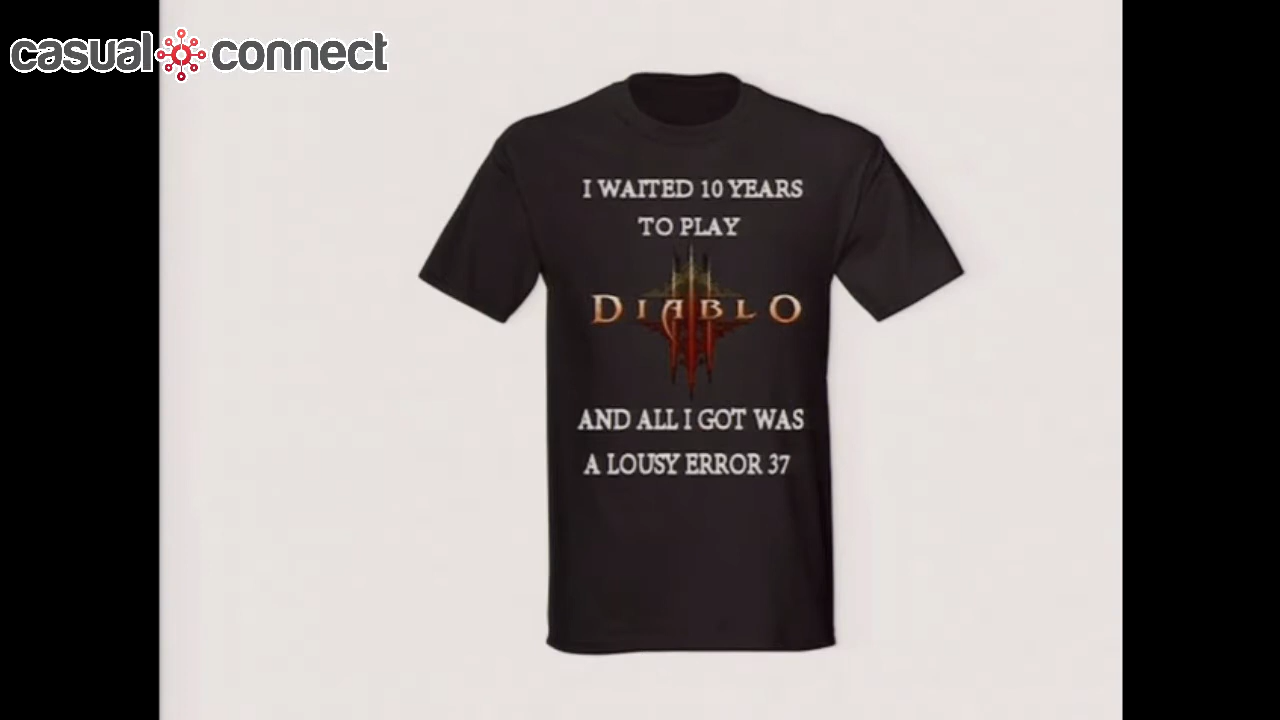 casual connect
I WAITED 10 YEARS
TO PLAY
DIABLO
AND ALL I GOT WAS
A LOUSY ERROR 37